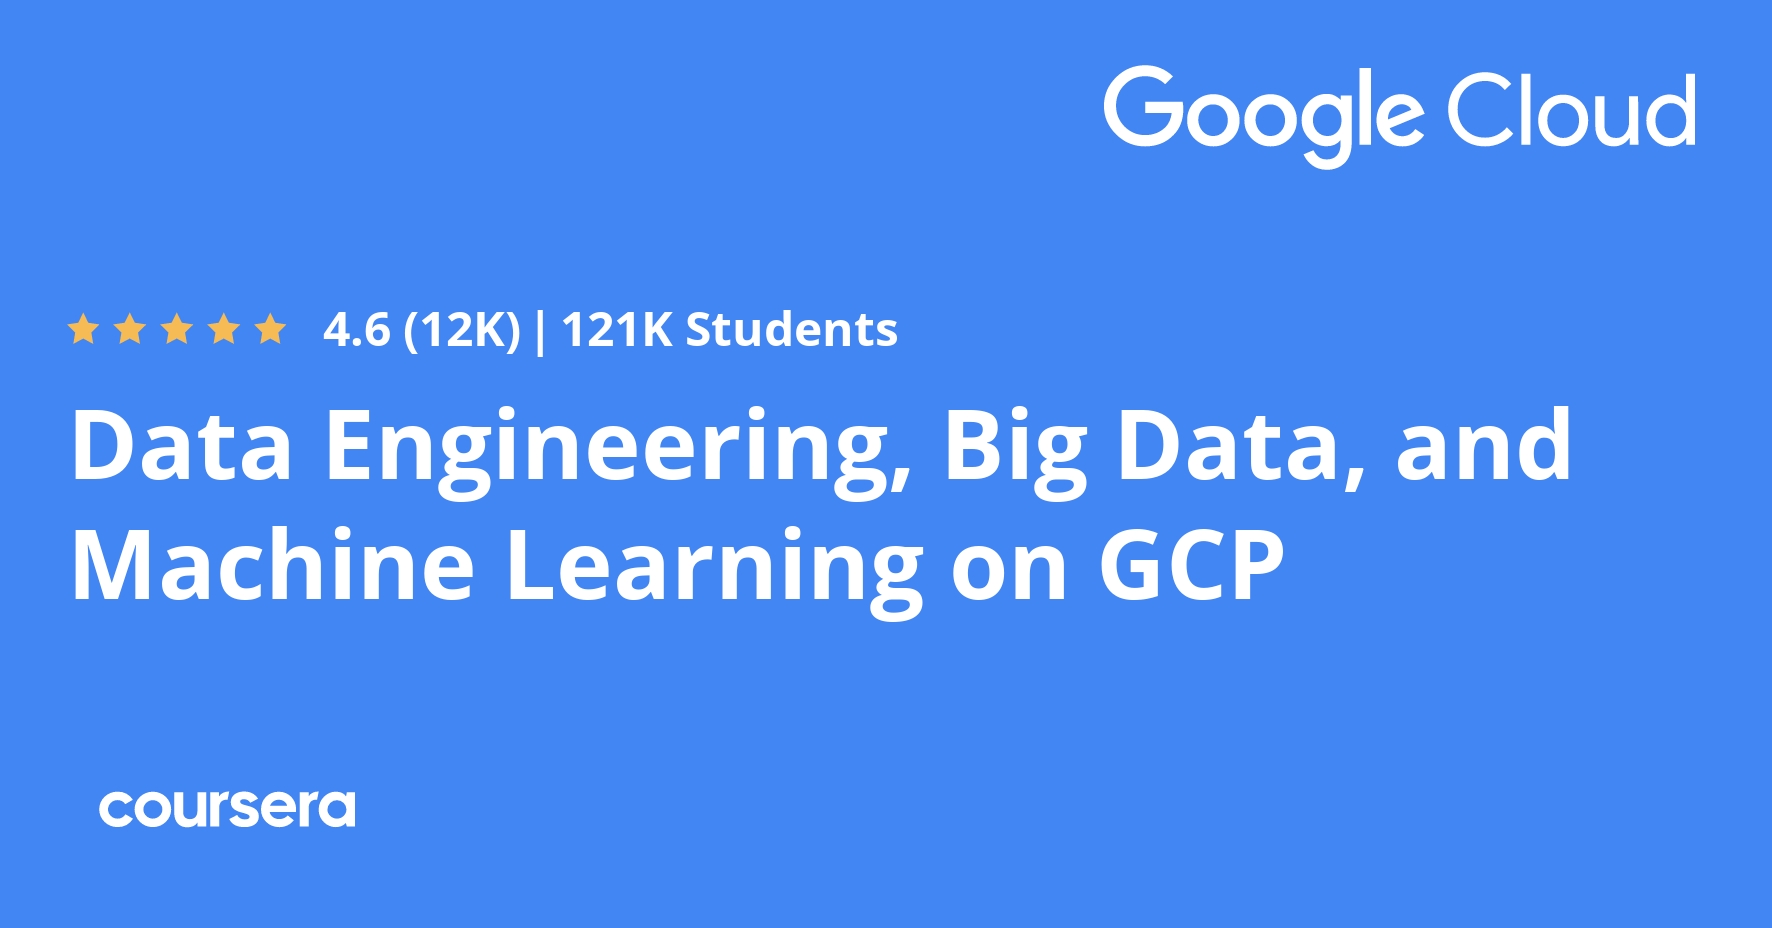 Google Cloud
4.6 (12K) | 121K Students
Data Engineering, Big Data, and
Machine Learning on GCP
coursera